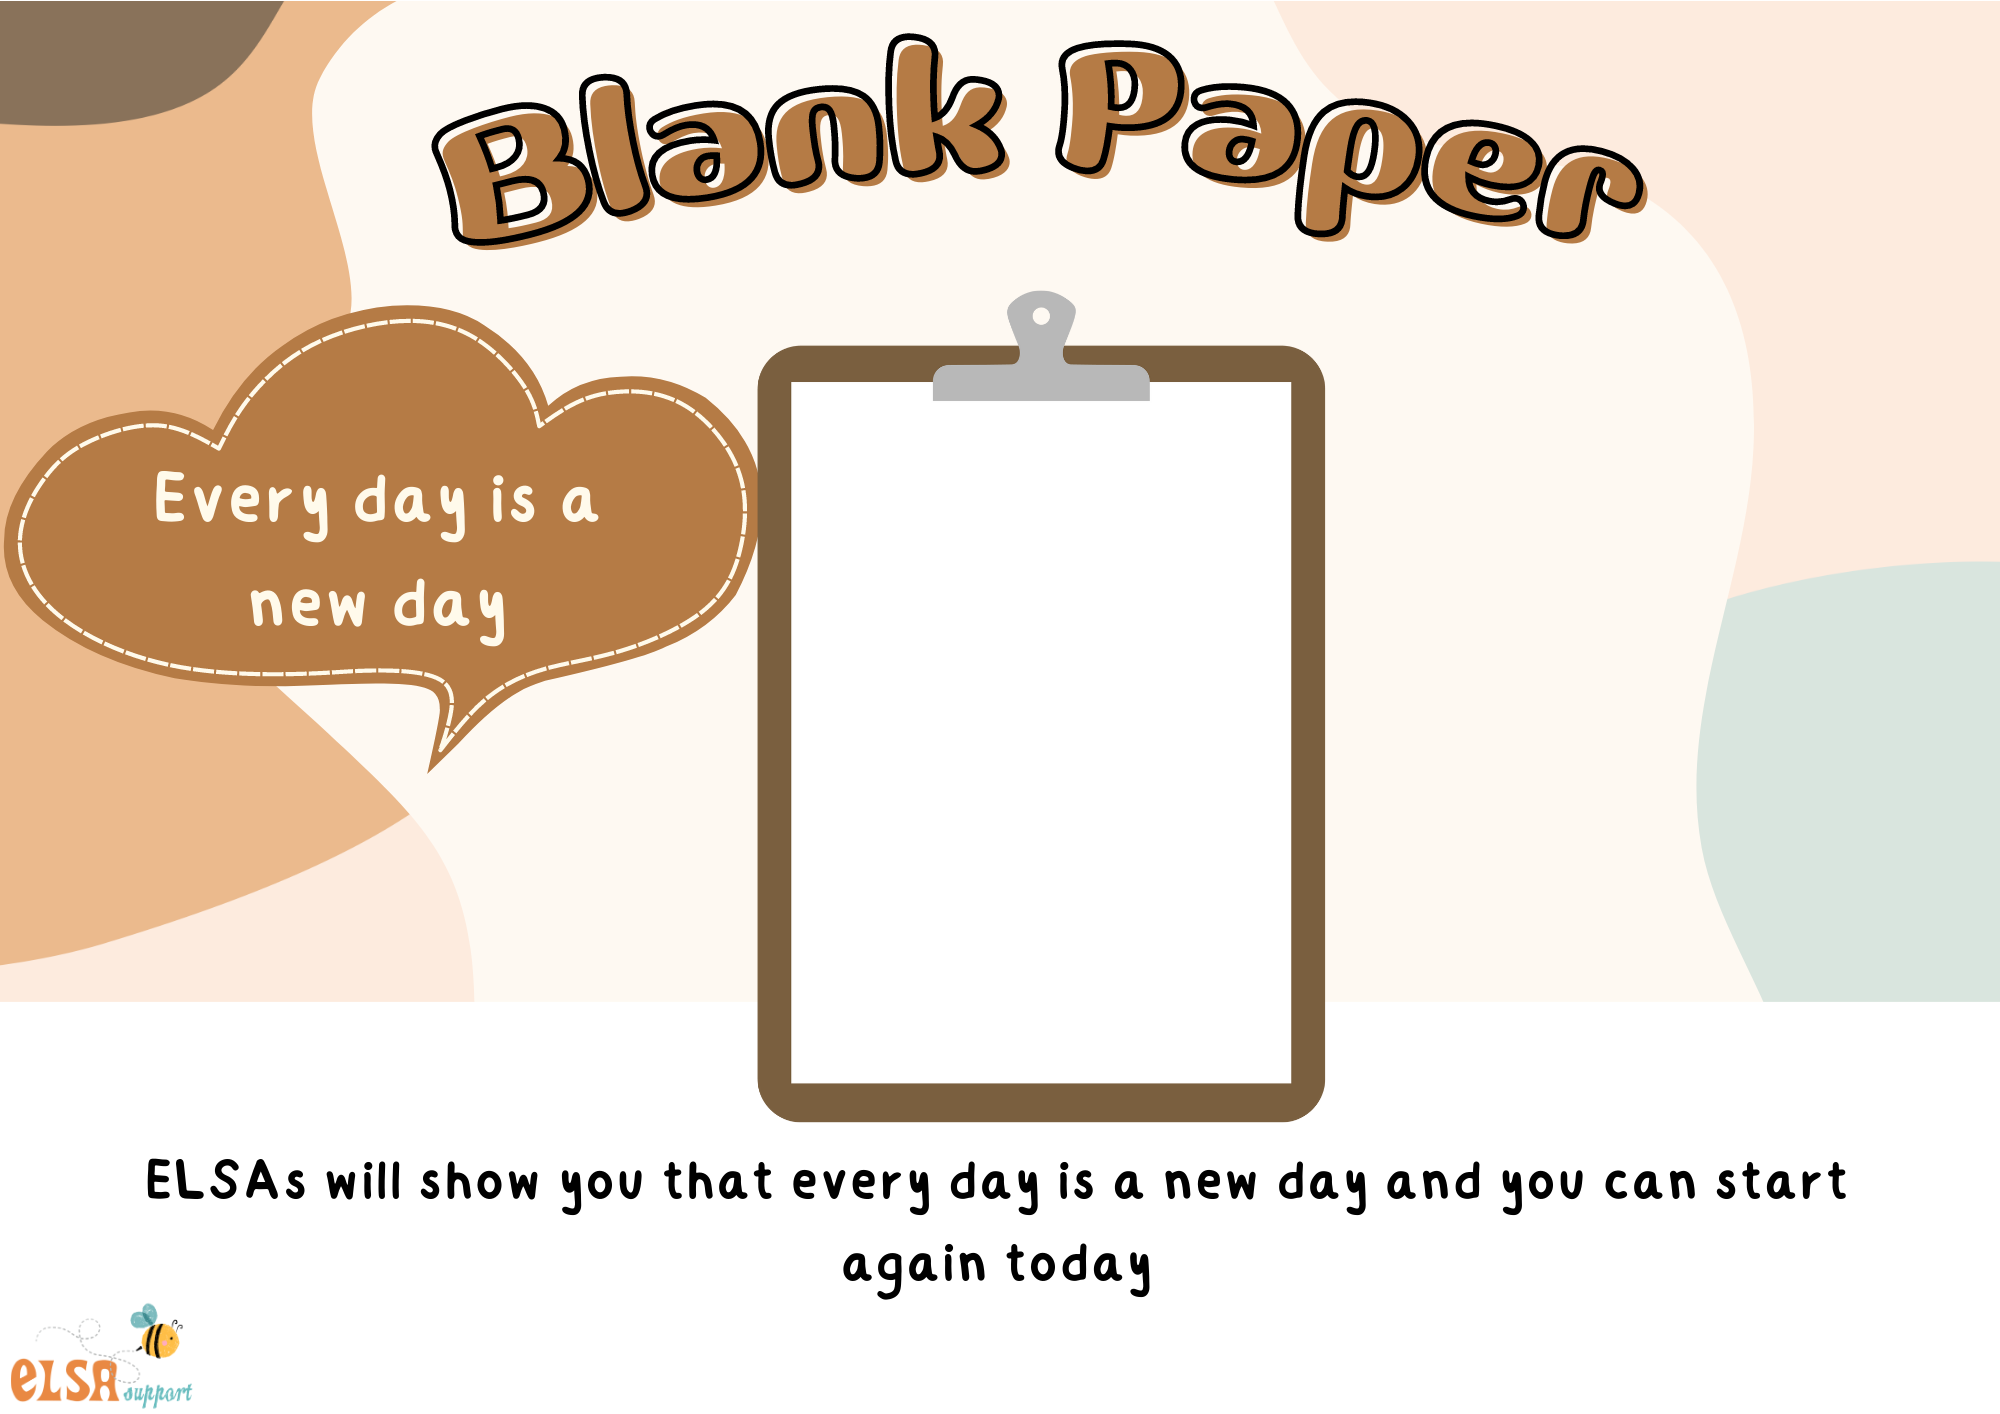 Blank Paper
Every day is a
new day
ELSAs will show you that every day is a new day and you can start
again today
eLSA support